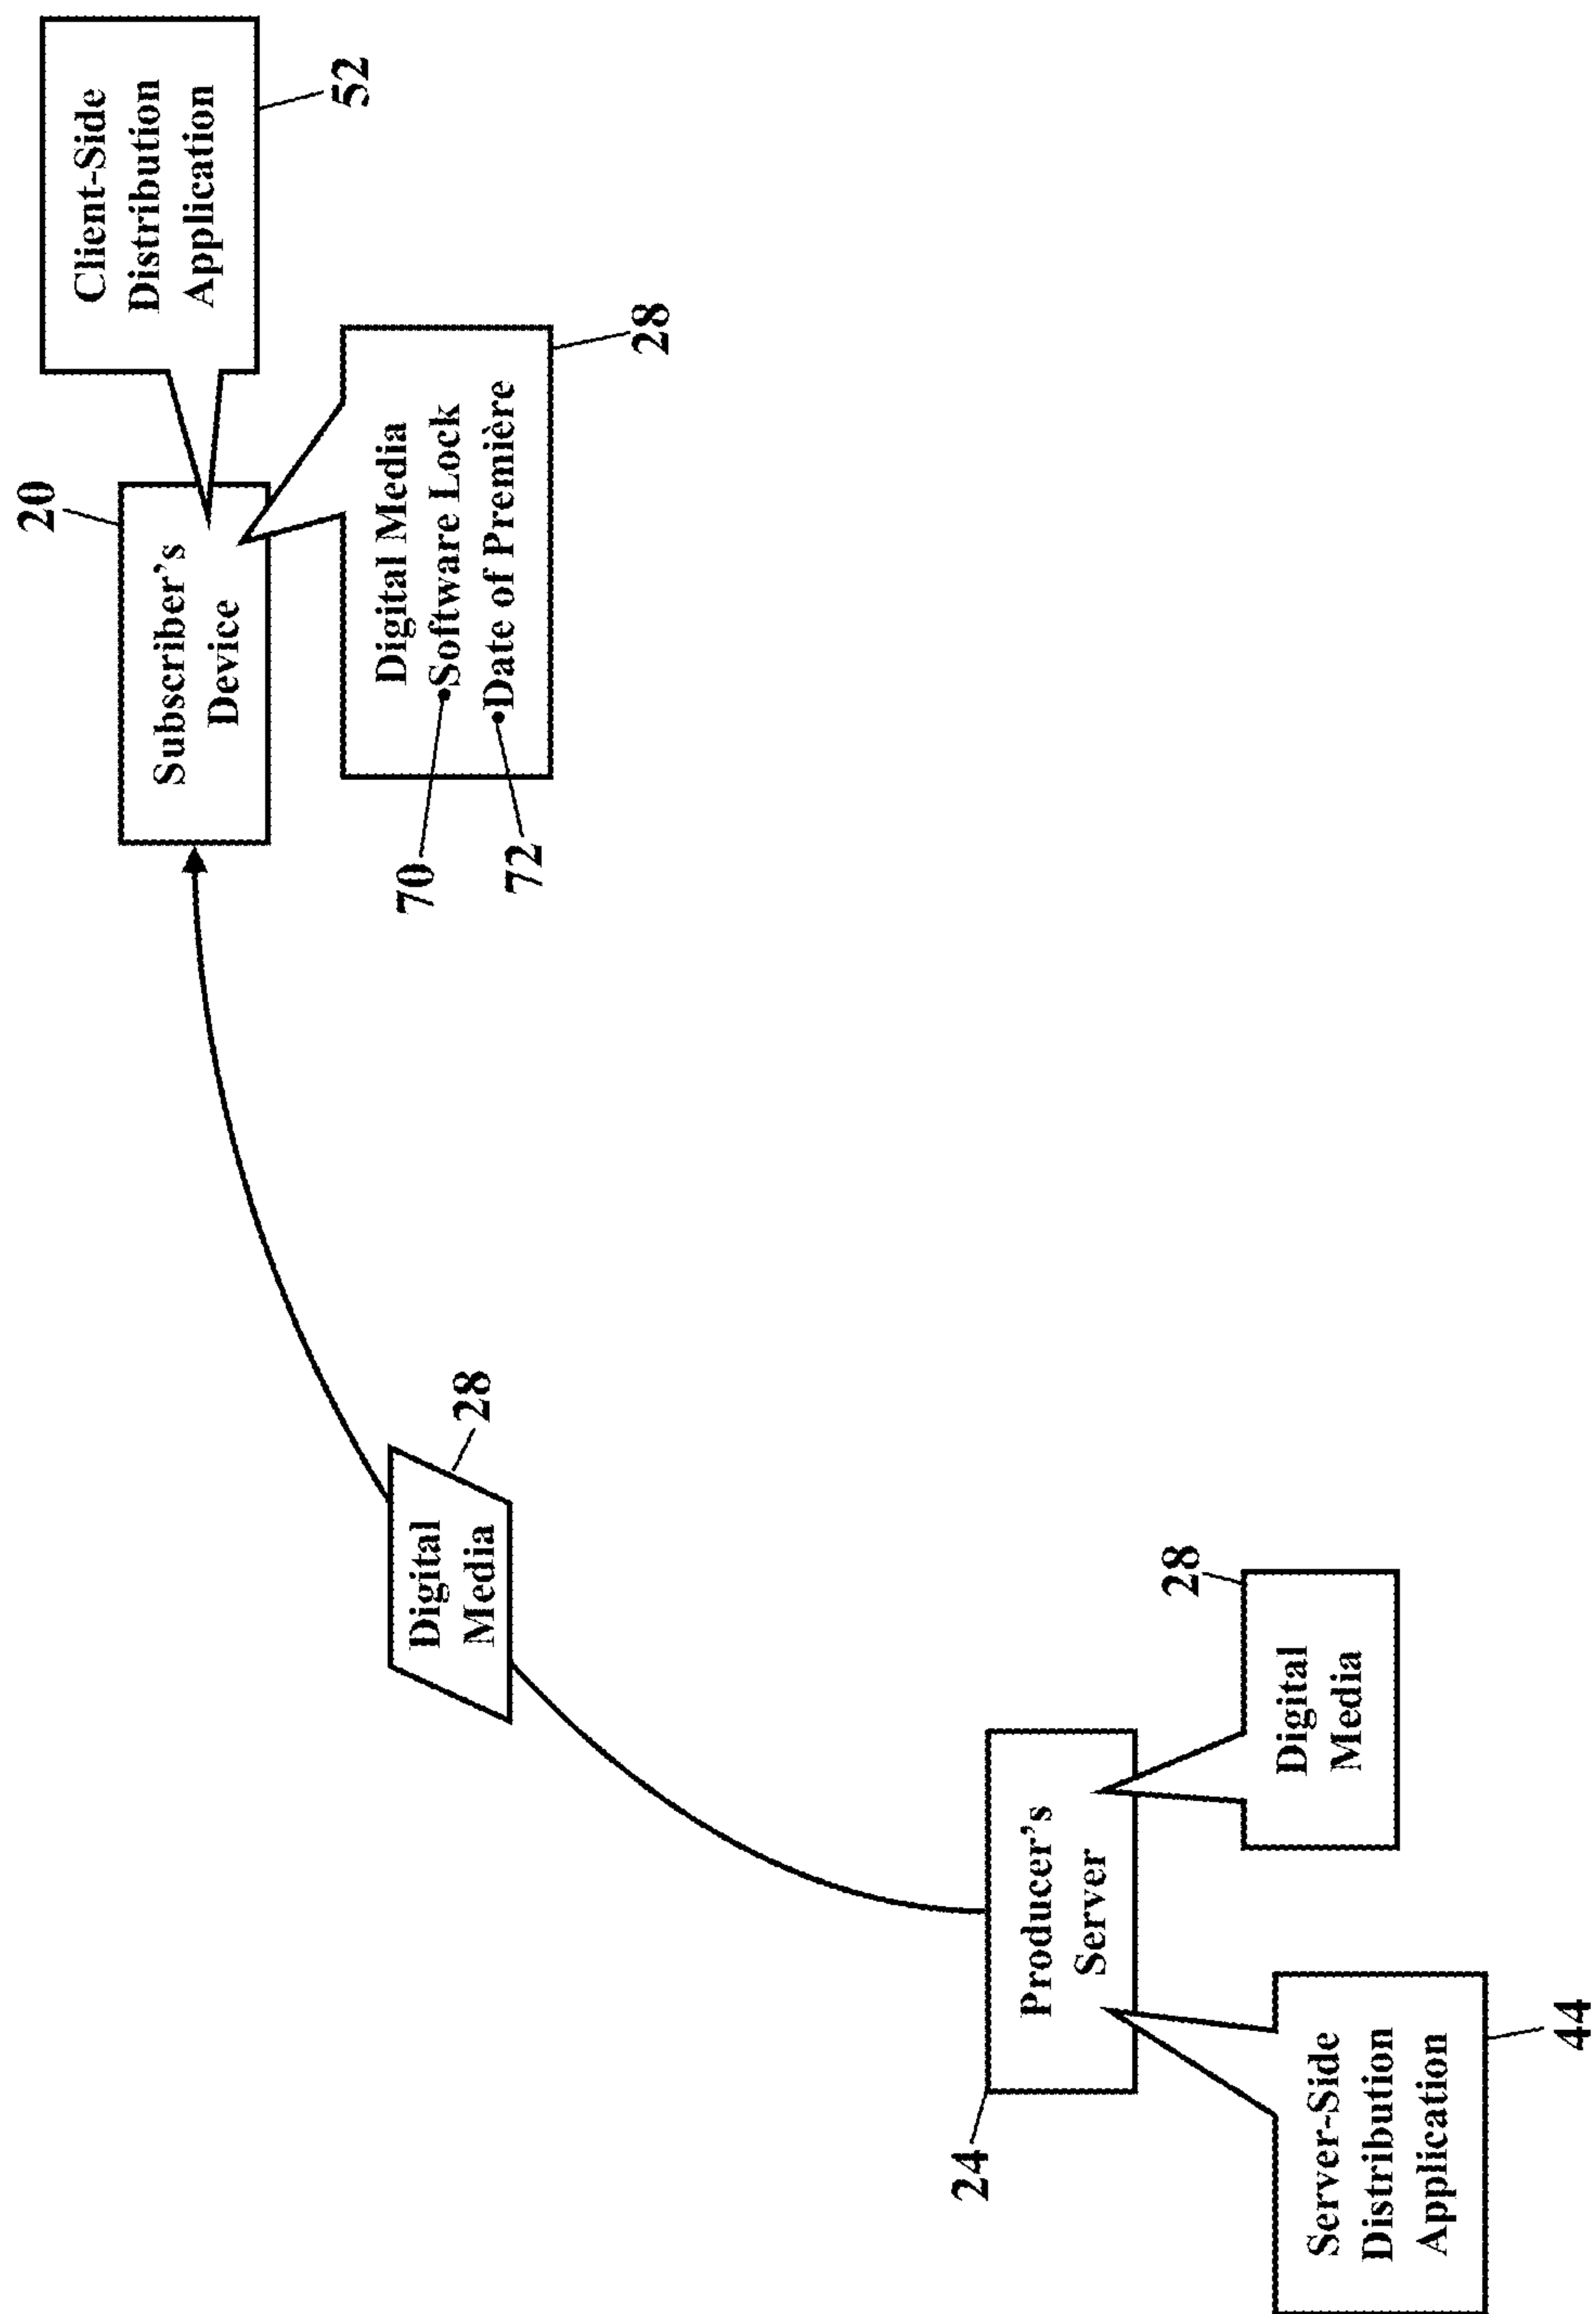 Client-Side
Distribution
Application
52
20
Subscriber's
Device
Digital Media
•Software Lock
•Date of Première
28
70
72
Digital
Media
28
24
Producer's
Server
Digital
Media
28
Server-Side
Distribution
Application
44